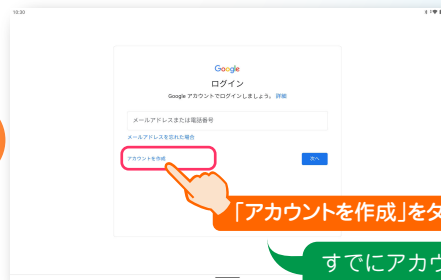 10:30
Google
ログイン
Google アカウントでログインしましょう。 詳細
メールアドレスまたは電話番号
メールアドレスを忘れた場合
アカウントを作成
次へ
「アカウントを作成」をタ
すでにアカウ